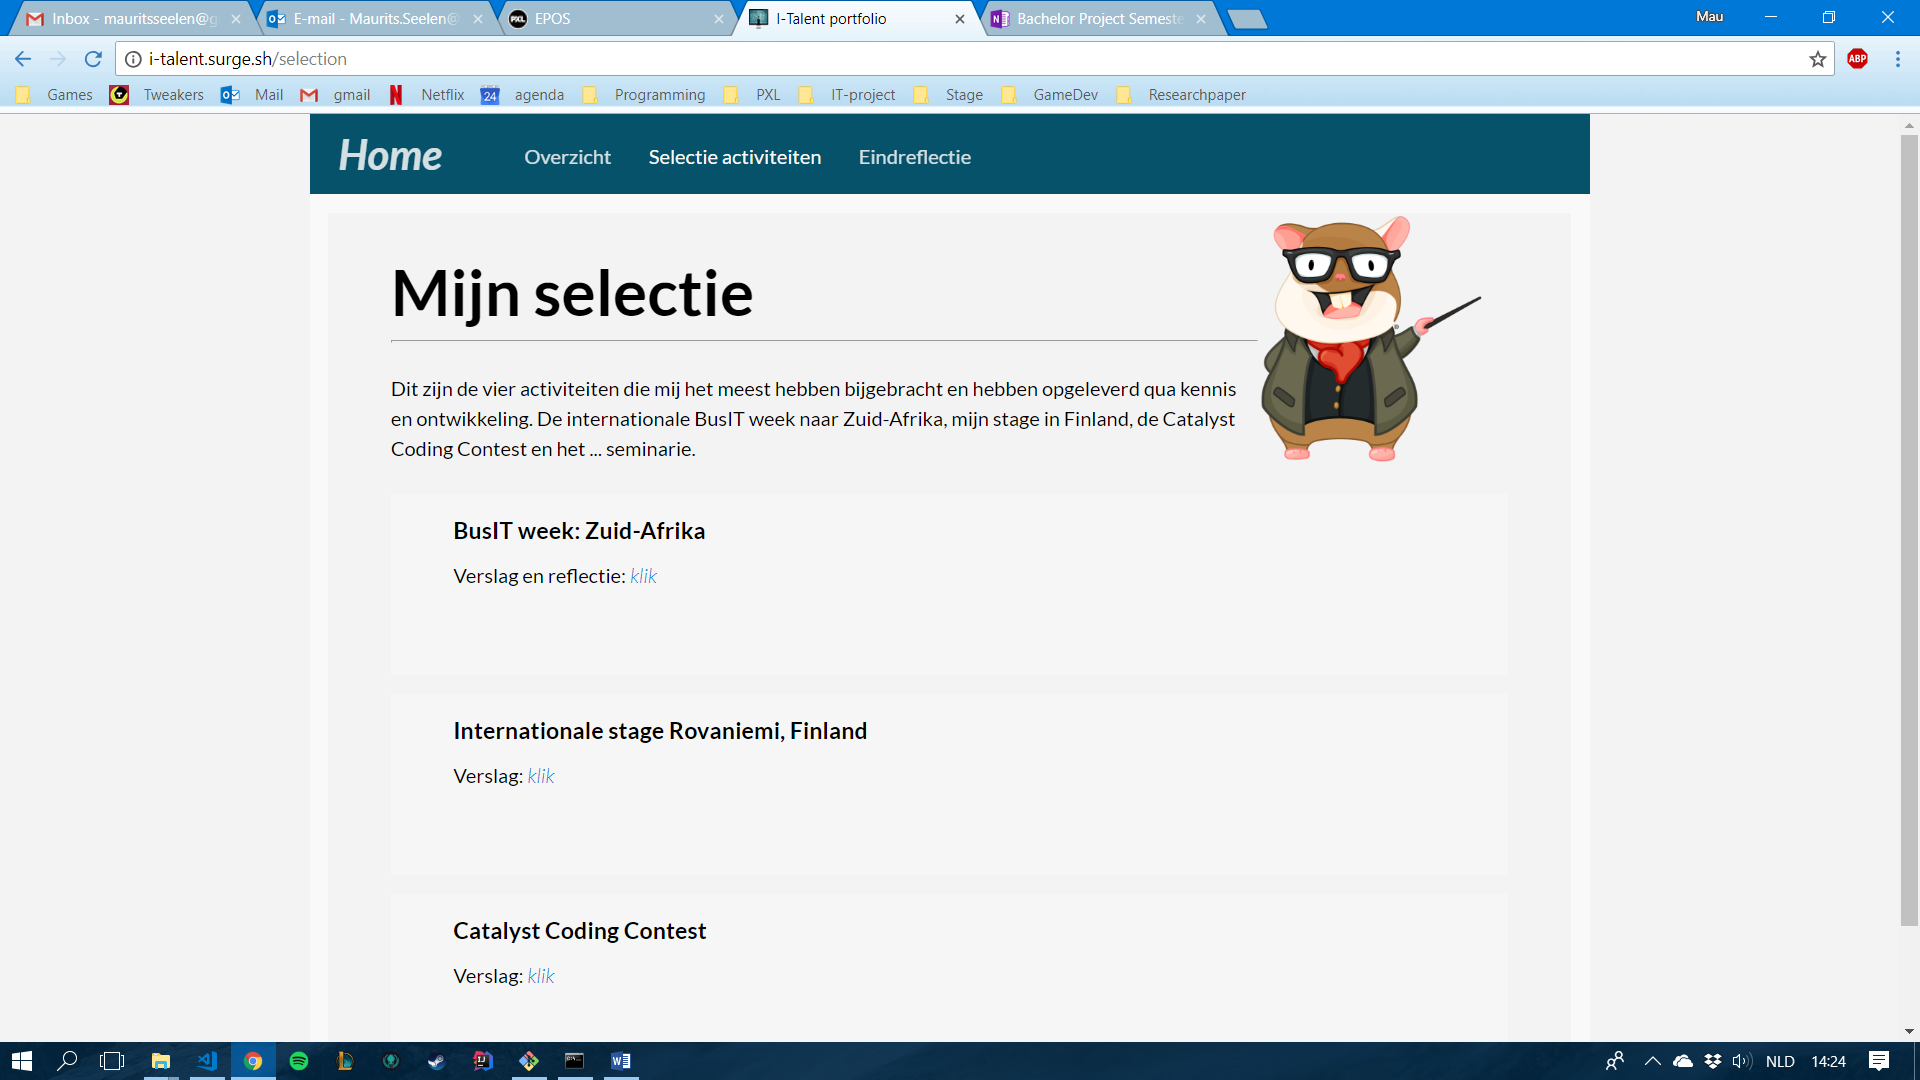 Inbox - mauritsseelen@g
E-mail - Maurits.Seelen@
EPOS
I-Talent portfolio
Bachelor Project Semeste
Mau
i-talent.surge.sh/selection
ABP
Games
Tweakers
Mail
gmail
Netflix
24
agenda
Programming
PXL
IT-project
Stage
GameDev
Researchpaper
Home
Overzicht
Selectie activiteiten
Eindreflectie
Mijn selectie
Dit zijn de vier activiteiten die mij het meest hebben bijgebracht en hebben opgeleverd qua kennis
en ontwikkeling. De internationale BusIT week naar Zuid-Afrika, mijn stage in Finland, de Catalyst
Coding Contest en het ... seminarie.
BusIT week: Zuid-Afrika
Verslag en reflectie: klik
Internationale stage Rovaniemi, Finland
Verslag: klik
Catalyst Coding Contest
Verslag: klik
NLD
14:24